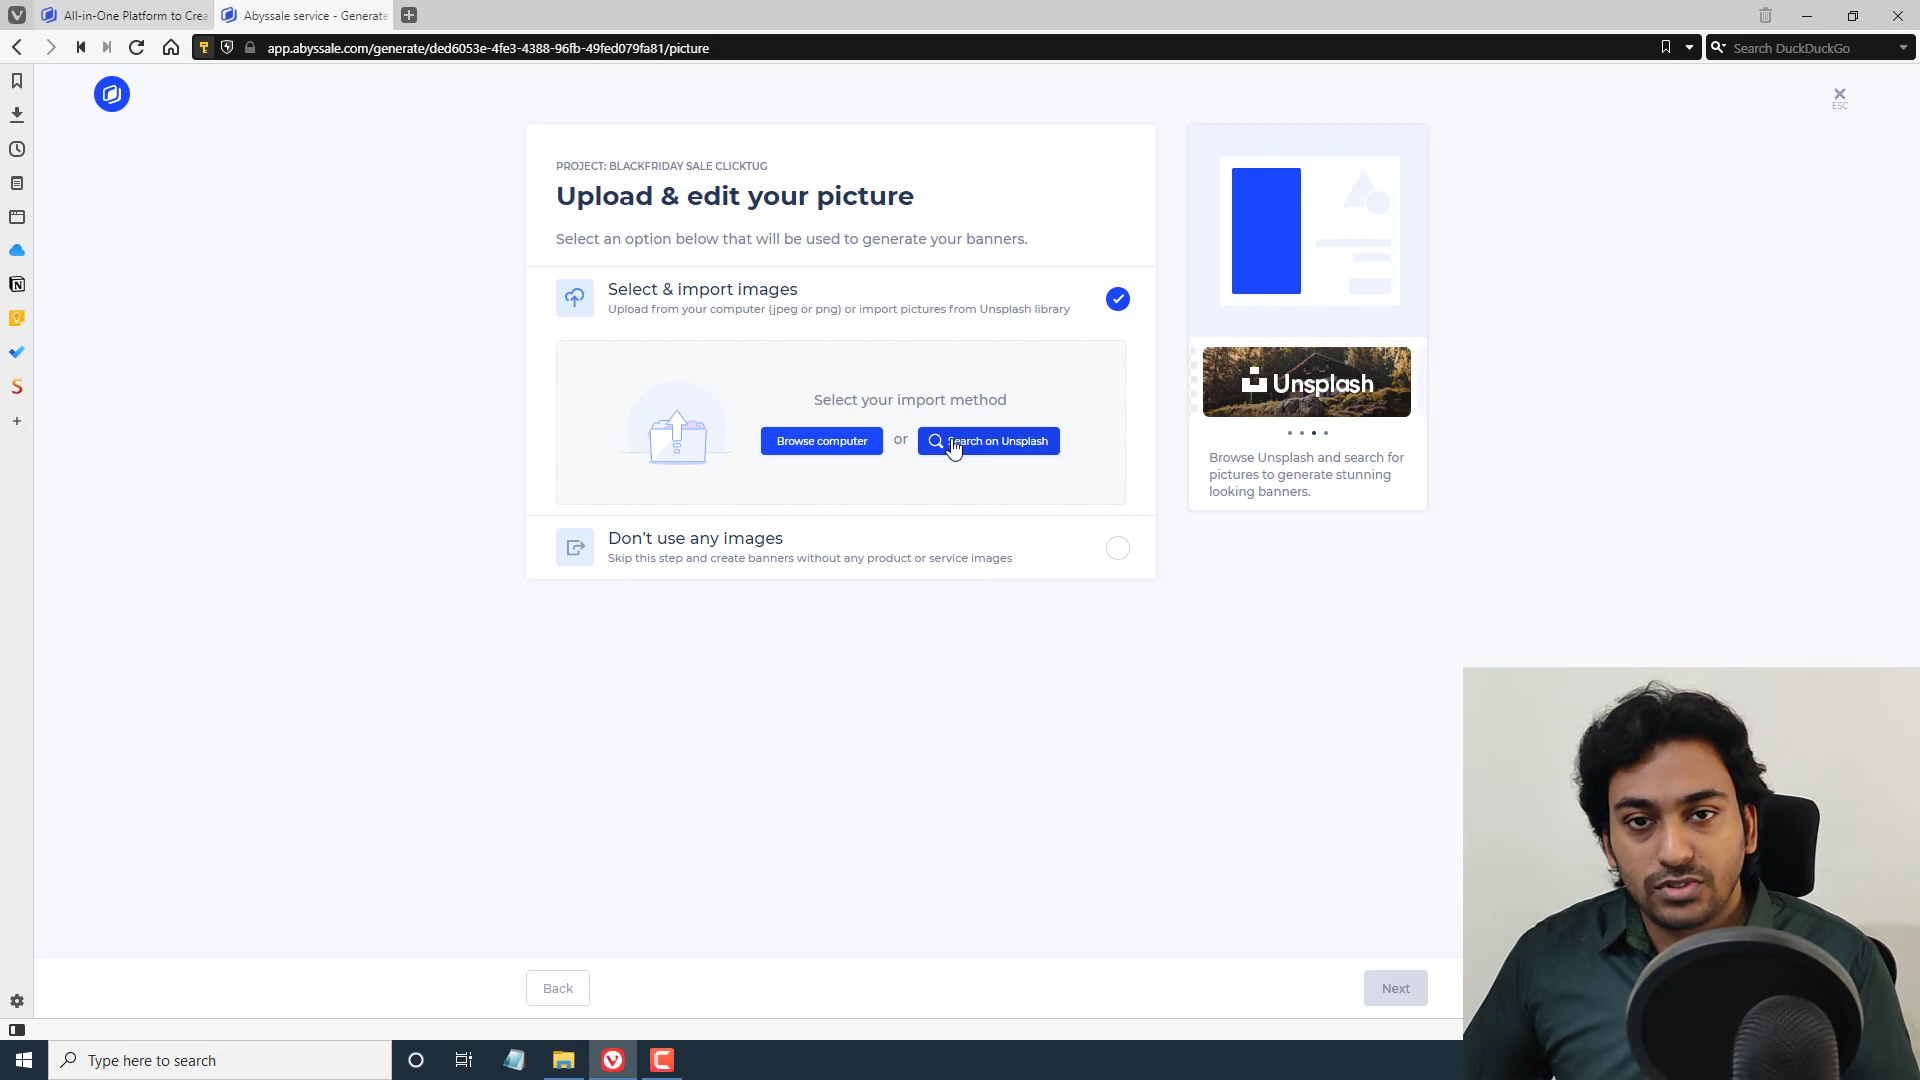 All-in-One Platform to Crea
Abyssale service - Generate
app.abyssale.com/generate/ded6053e-4fe3-4388-96fb-49fed079fa81/picture
Search DuckDuckGo
ESC
PROJECT: BLACKFRIDAY SALE CLICKTUG
Upload & edit your picture
Select an option below that will be used to generate your banners.
Select & import images
Upload from your computer (jpeg or png) or import pictures from Unsplash library
Select your import method
Browse computer
or
Search on Unsplash
Don't use any images
Skip this step and create banners without any product or service images
Unsplash
Browse Unsplash and search for
pictures to generate stunning
looking banners.
Back
Next
Type here to search